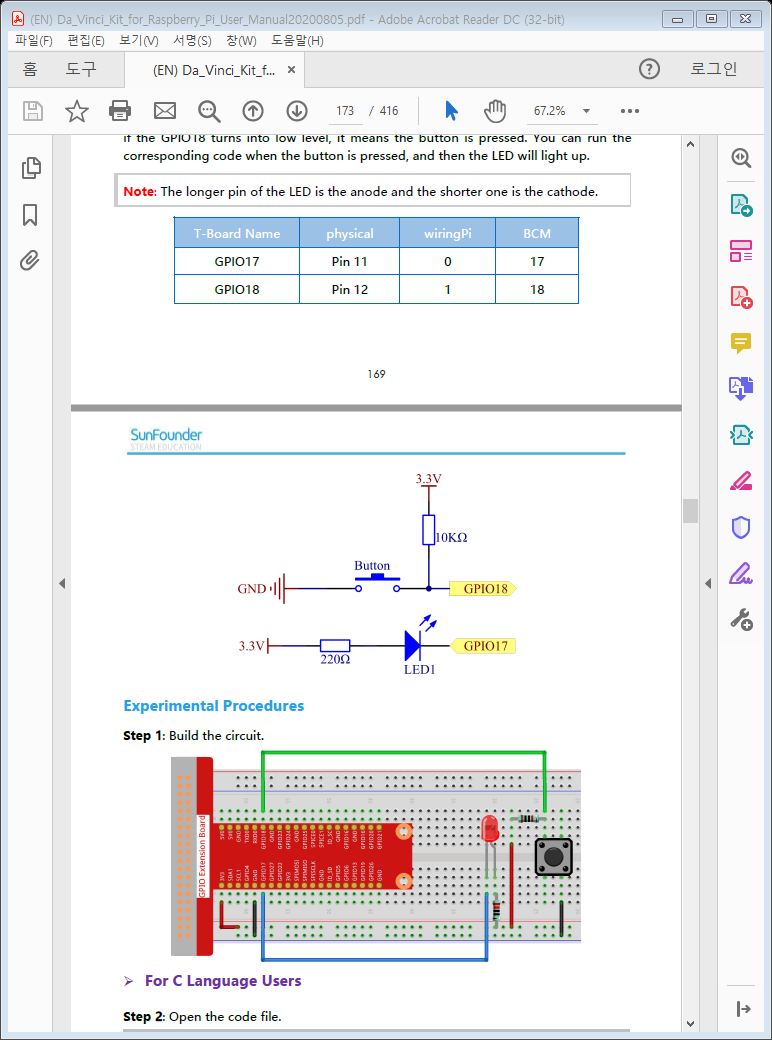 (EN) Da_Vinci_Kit_for_Raspberry_Pi_User_Manual20200805.pdf - Adobe Acrobat Reader DC (32-bit)
파일(F) 편집(E) 보기(V) 서명(S) 창(W) 도움말(H)
홈 도구 (EN) Da_Vinci_Kit_f... × ? 로그인
173 / 416 67.2%
if the GPIO18 turns into low level, it means the button is pressed. You can run the
corresponding code when the button is pressed, and then the LED will light up.
Note: The longer pin of the LED is the anode and the shorter one is the cathode.
T-Board Name physical wiringPi BCM
GPIO17 Pin 11 0 17
GPIO18 Pin 12 1 18
169
SunFounder
STEAM EDUCATION
3.3V
10KΩ
Button
GND GPIO18
3.3V GPIO17
220Ω
LED1
Experimental Procedures
Step 1: Build the circuit.
GPIO Extension Board
➢ For C Language Users
Step 2: Open the code file.